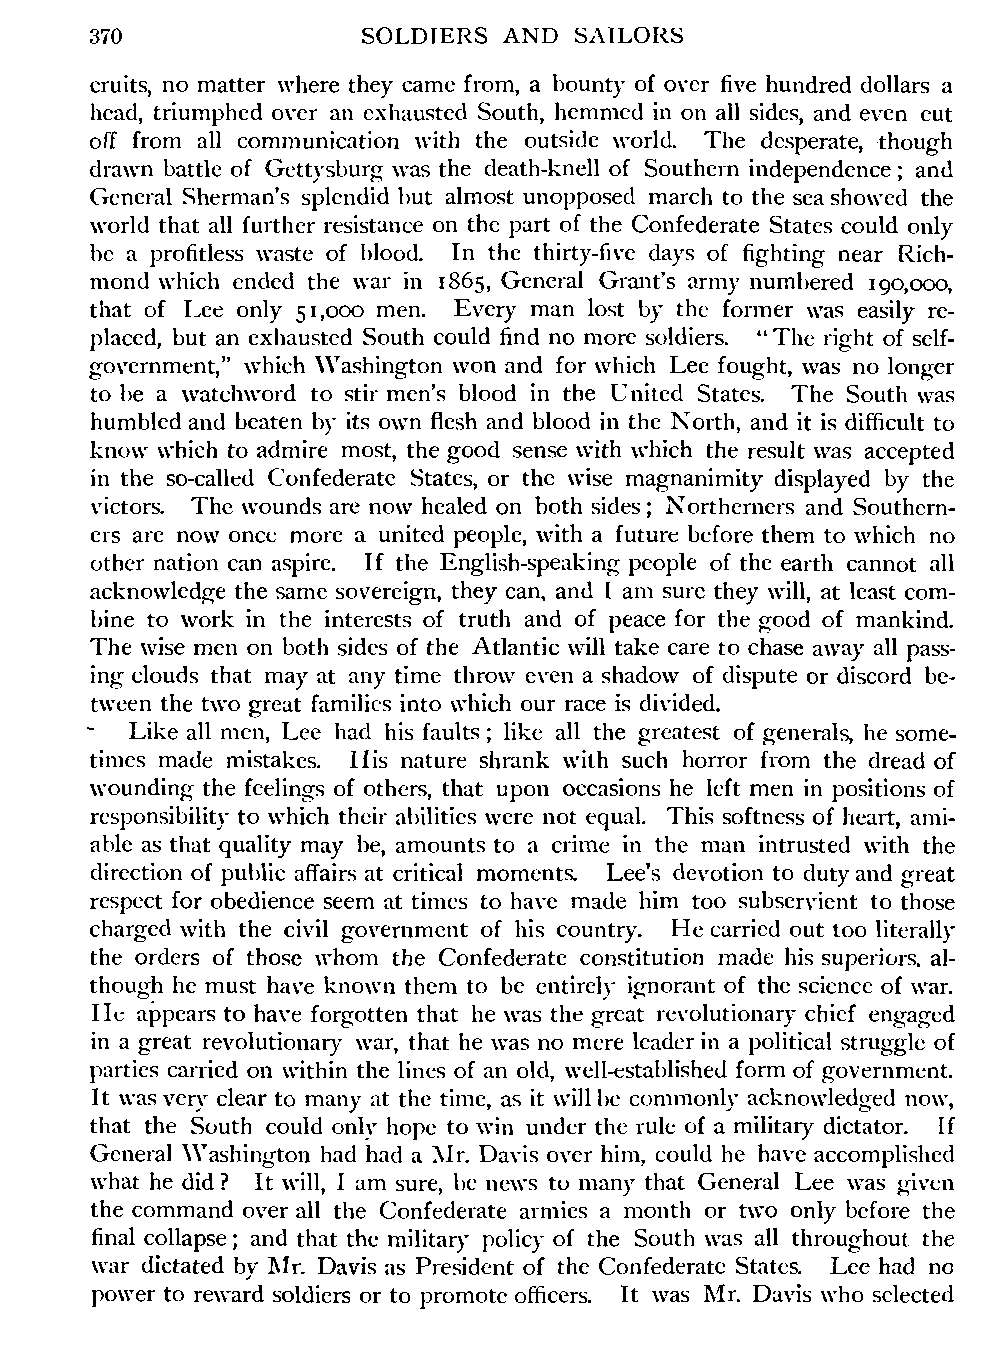 370 SOLDIERS AND SAILORS
cruits, no matter where they came from, a bounty of over five hundred dollars a
head, triumphed over an exhausted South, hemmed in on all sides, and even cut
off from all communication with the outside world. The desperate, though
drawn battle of Gettysburg was the death-knell of Southern independence; and
General Sherman's splendid but almost unopposed march to the sea showed the
world that all further resistance on the part of the Confederate States could only
be a profitless waste of blood. In the thirty-five days of fighting near Rich-
mond which ended the war in 1865, General Grant's army numbered 190,000,
that of Lee only 51,000 men. Every man lost by the former was easily re-
placed, but an exhausted South could find no more soldiers. "The right of self-
government," which Washington won and for which Lee fought, was no longer
to be a watchword to stir men's blood in the United States. The South was
humbled and beaten by its own flesh and blood in the North, and it is difficult to
know which to admire most, the good sense with which the result was accepted
in the so-called Confederate States, or the wise magnanimity displayed by the
victors. The wounds are now healed on both sides; Northerners and Southern-
ers are now once more a united people, with a future before them to which no
other nation can aspire. If the English-speaking people of the earth cannot all
acknowledge the same sovereign, they can, and I am sure they will, at least com-
bine to work in the interests of truth and of peace for the good of mankind.
The wise men on both sides of the Atlantic will take care to chase away all pass-
ing clouds that may at any time throw even a shadow of dispute or discord be-
tween the two great families into which our race is divided.
Like all men, Lee had his faults; like all the greatest of generals, he some-
times made mistakes. His nature shrank with such horror from the dread of
wounding the feelings of others, that upon occasions he left men in positions of
responsibility to which their abilities were not equal. This softness of heart, ami-
able as that quality may be, amounts to a crime in the man intrusted with the
direction of public affairs at critical moments. Lee's devotion to duty and great
respect for obedience seem at times to have made him too subservient to those
charged with the civil government of his country. He carried out too literally
the orders of those whom the Confederate constitution made his superiors, al-
though he must have known them to be entirely ignorant of the science of war.
He appears to have forgotten that he was the great revolutionary chief engaged
in a great revolutionary war, that he was no mere leader in a political struggle of
parties carried on within the lines of an old, well-established form of government.
It was very clear to many at the time, as it will be commonly acknowledged now,
that the South could only hope to win under the rule of a military dictator. If
General Washington had had a Mr. Davis over him, could he have accomplished
what he did? It will, I am sure, be news to many that General Lee was given
the command over all the Confederate armies a month or two only before the
final collapse; and that the military policy of the South was all throughout the
war dictated by Mr. Davis as President of the Confederate States. Lee had no
power to reward soldiers or to promote officers. It was Mr. Davis who selected